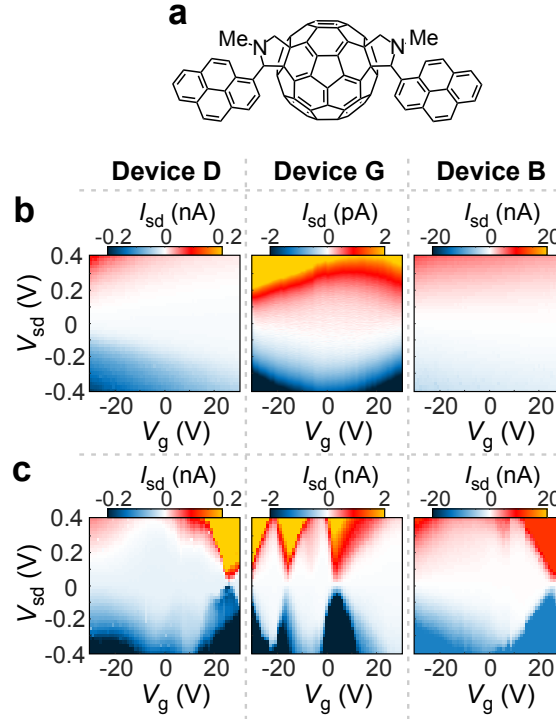 a
Me N N Me
Device D Device G Device B
b
I_sd (nA) I_sd (pA) I_sd (nA)
-0.2 0 0.2 -2 0 2 -20 0 20
V_sd (V)
0.4
0.2
0
-0.2
-0.4
-20 0 20 -20 0 20 -20 0 20
V_g (V) V_g (V) V_g (V)
c
I_sd (nA) I_sd (pA) I_sd (nA)
-0.2 0 0.2 -2 0 2 -20 0 20
V_sd (V)
0.4
0.2
0
-0.2
-0.4
-20 0 20 -20 0 20 -20 0 20
V_g (V) V_g (V) V_g (V)